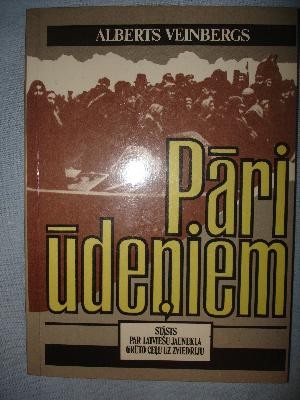 ALBERTS VEINBERGS
Pāri
ūdeņiem
STĀSTS
PAR LATVIEŠU JAUNEKĻA
GRŪTO CEĻU UZ ZVIEDRIJU